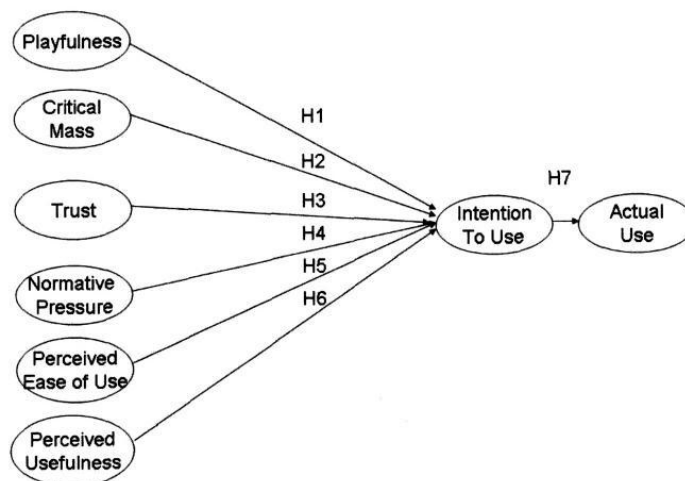 Playfulness
Critical
Mass
Trust
Normative
Pressure
Perceived
Ease of Use
Perceived
Usefulness
H1
H2
H3
H4
H5
H6
Intention
To Use
H7
Actual
Use